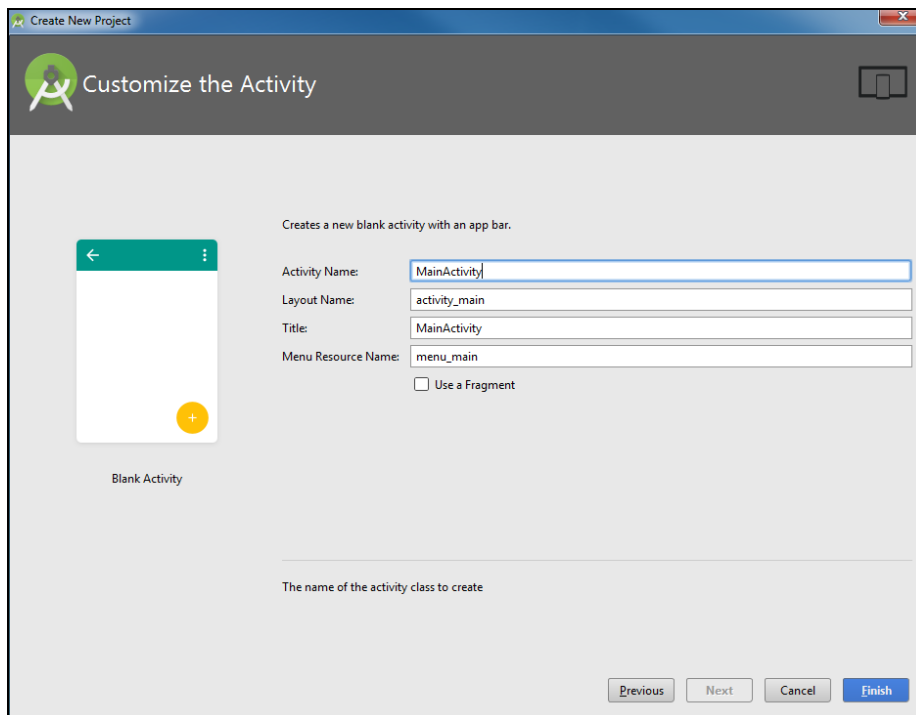 Create New Project
Customize the Activity
Creates a new blank activity with an app bar.
Activity Name: MainActivity
Layout Name: activity_main
Title: MainActivity
Menu Resource Name: menu_main
Use a Fragment
Blank Activity
The name of the activity class to create
Previous Next Cancel Finish